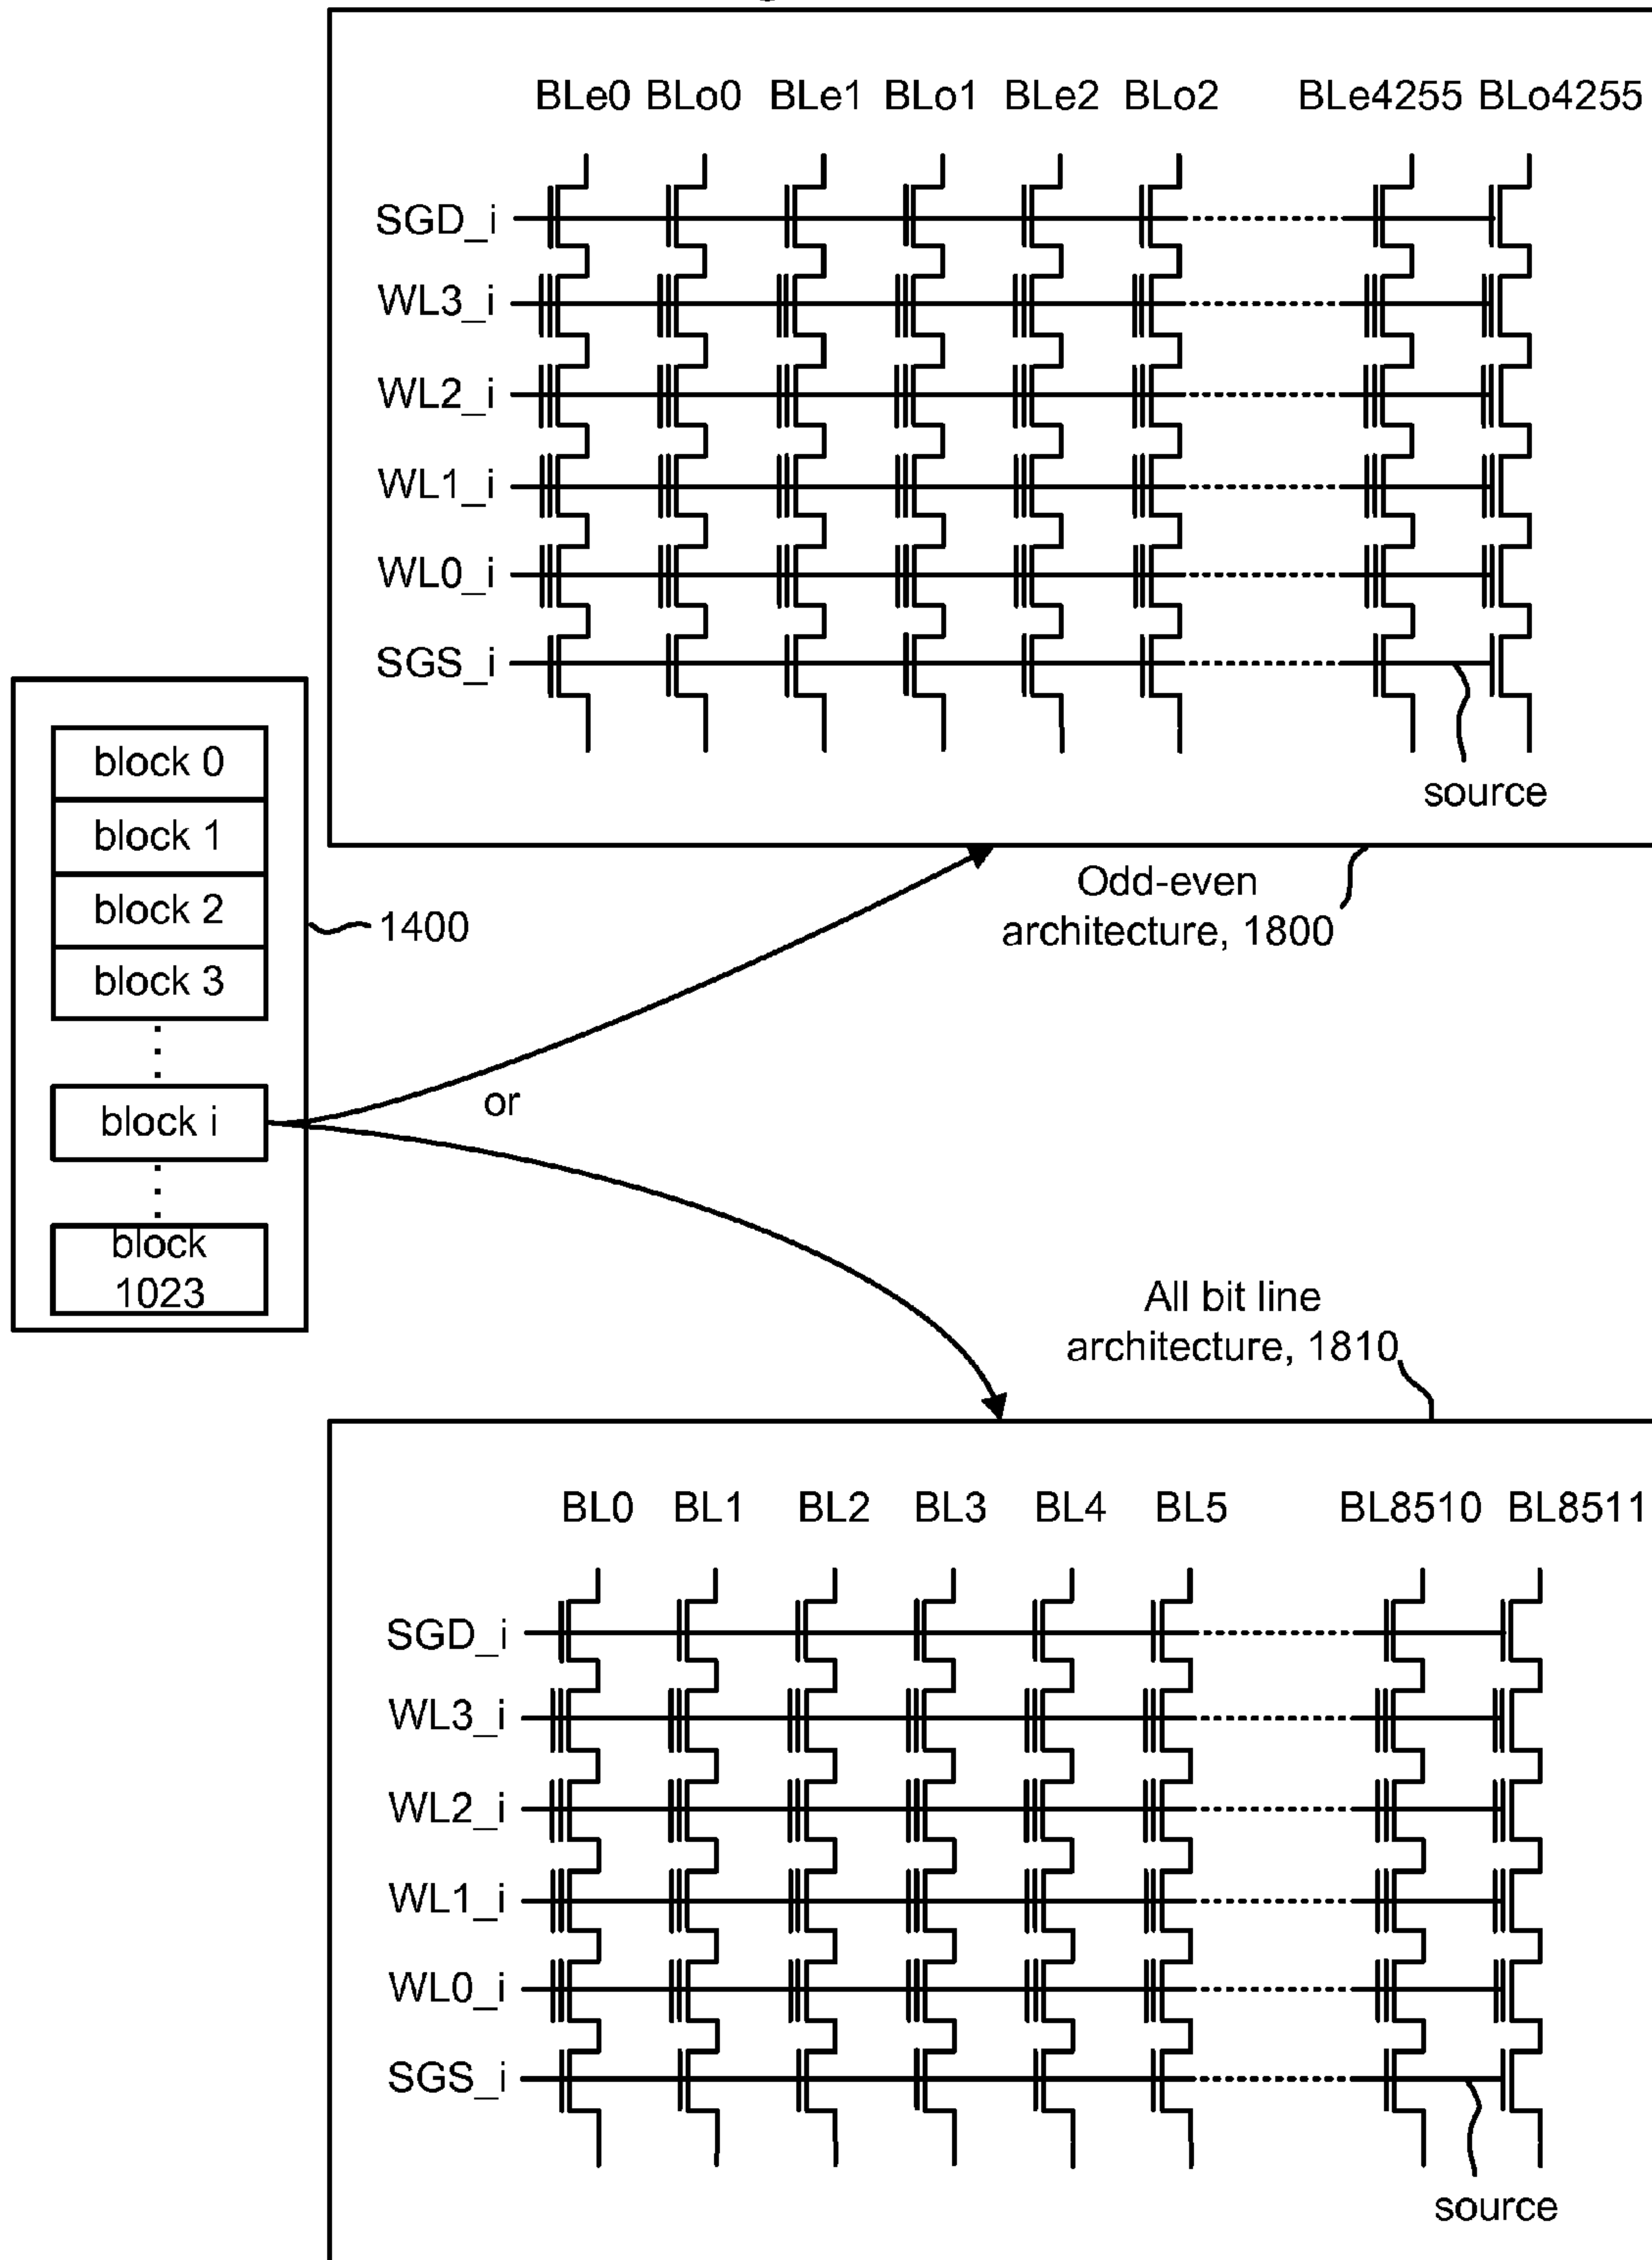 BLe0 BLo0 BLe1 BLo1 BLe2 BLo2 BLe4255 BLo4255
SGD_i
WL3_i
WL2_i
WL1_i
WL0_i
SGS_i
source
block 0
block 1
block 2
block 3
block i
block
1023
1400
Odd-even
architecture, 1800
or
All bit line
architecture, 1810
BL0 BL1 BL2 BL3 BL4 BL5 BL8510 BL8511
SGD_i
WL3_i
WL2_i
WL1_i
WL0_i
SGS_i
source